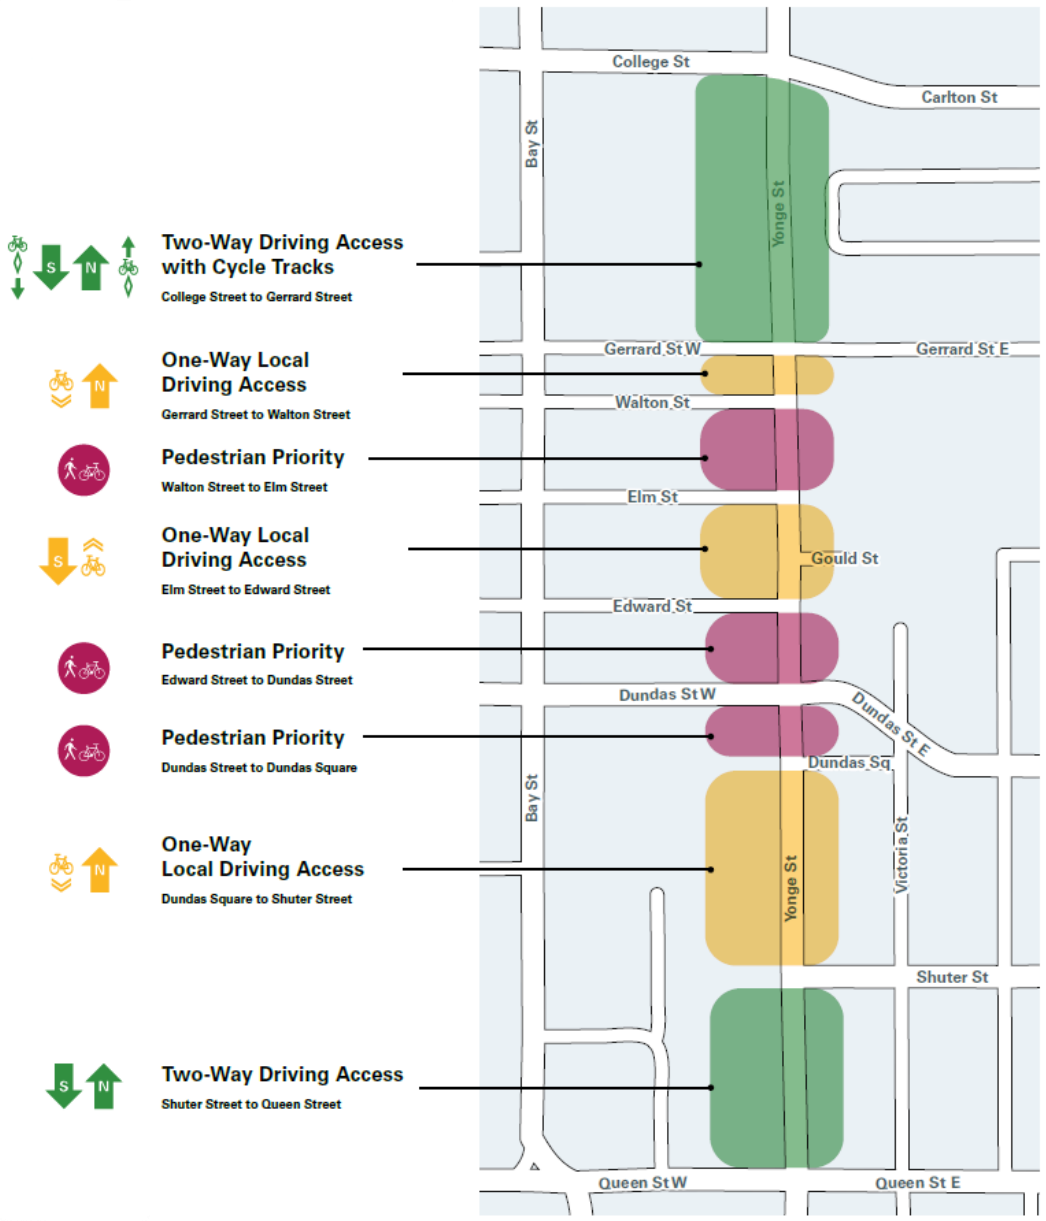 College St
Carlton St
Bay St
Yonge St
Two-Way Driving Access
with Cycle Tracks
College Street to Gerrard Street
S
N
Gerrard St W
Gerrard St E
One-Way Local
Driving Access
Gerrard Street to Walton Street
N
Walton St
Pedestrian Priority
Walton Street to Elm Street
Elm St
One-Way Local
Driving Access
Elm Street to Edward Street
S
Gould St
Edward St
Pedestrian Priority
Edward Street to Dundas Street
Dundas St W
Dundas St E
Pedestrian Priority
Dundas Street to Dundas Square
Dundas Sq
Bay St
One-Way
Local Driving Access
Dundas Square to Shuter Street
N
Yonge St
Victoria St
Shuter St
Two-Way Driving Access
Shuter Street to Queen Street
S
N
Queen St W
Queen St E